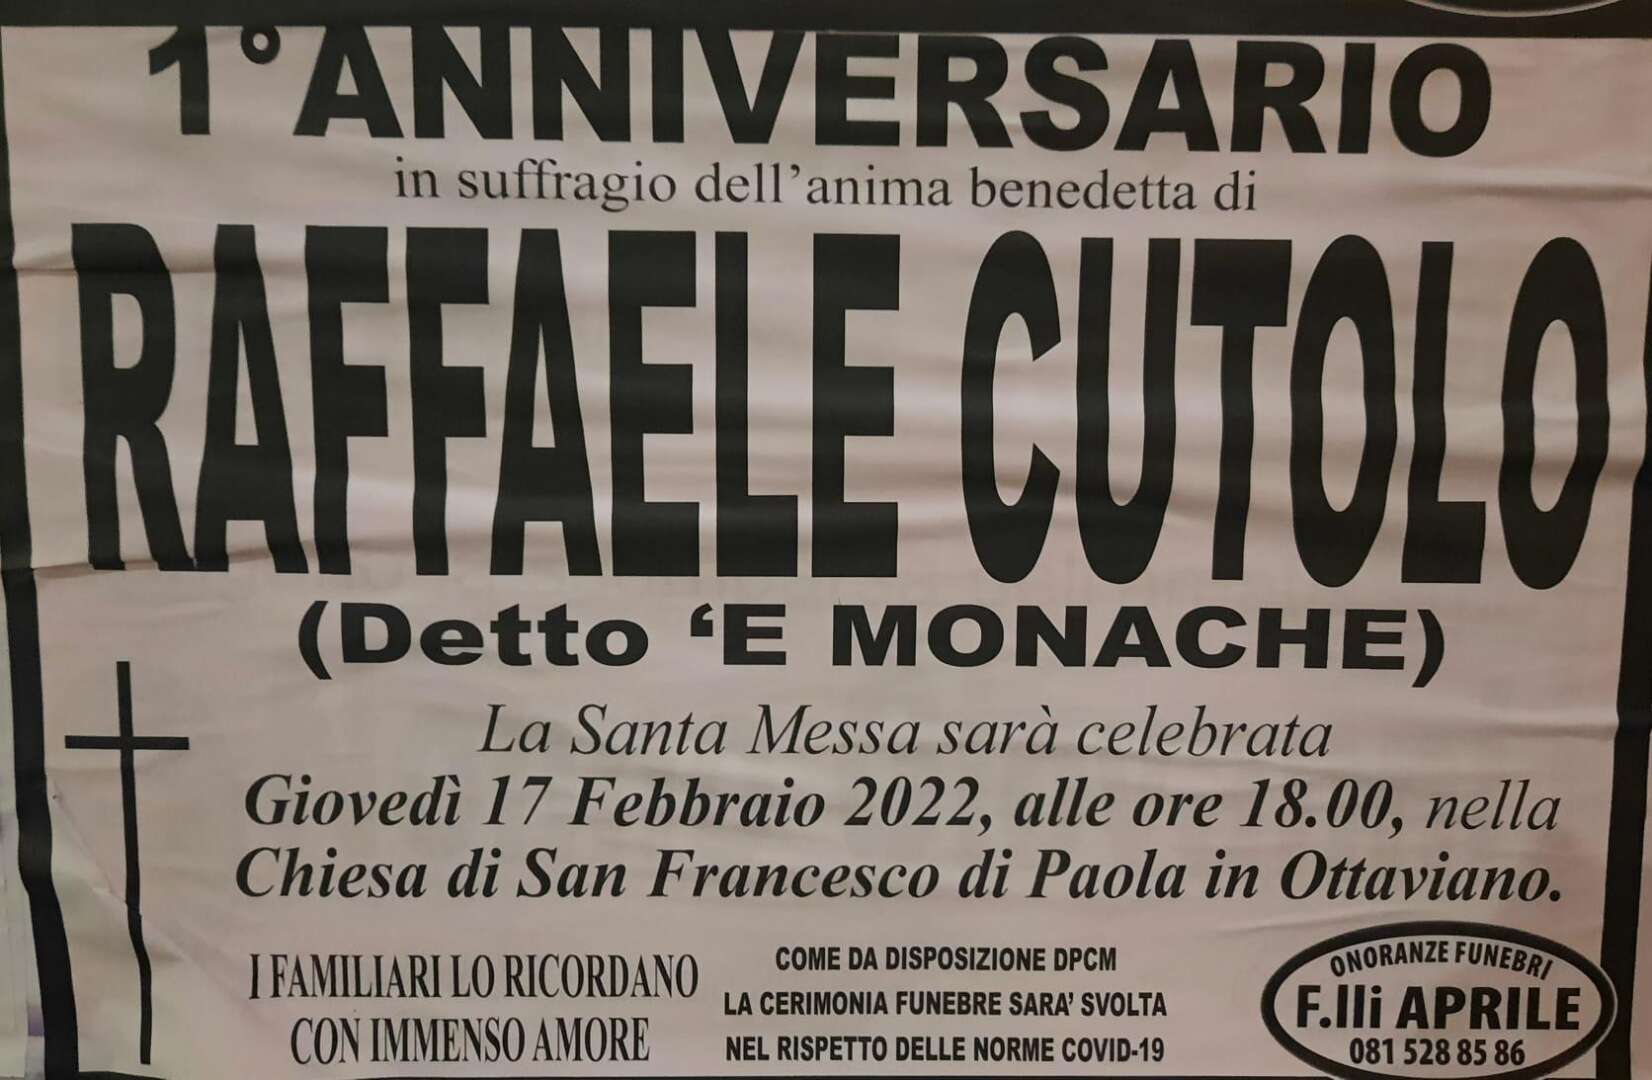 1° ANNIVERSARIO
in suffragio dell'anima benedetta di
RAFFAELE CUTOLO
(Detto ‘E MONACHE)
La Santa Messa sarà celebrata
Giovedì 17 Febbraio 2022, alle ore 18.00, nella
Chiesa di San Francesco di Paola in Ottaviano.
I FAMILIARI LO RICORDANO
CON IMMENSO AMORE
COME DA DISPOSIZIONE DPCM
LA CERIMONIA FUNEBRE SARA' SVOLTA
NEL RISPETTO DELLE NORME COVID-19
ONORANZE FUNEBRI
F.lli APRILE
081 528 85 86